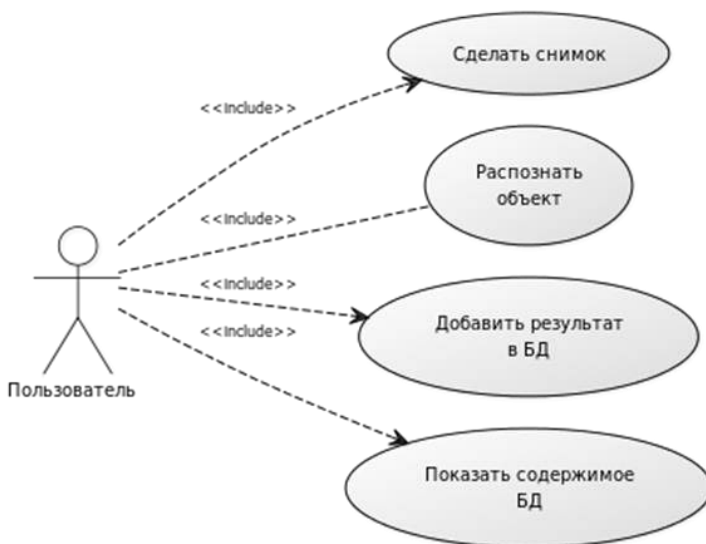 Сделать снимок
<<include>>
Распознать
объект
<<include>>
<<include>>
Добавить результат
в БД
<<include>>
Пользователь
Показать содержимое
БД